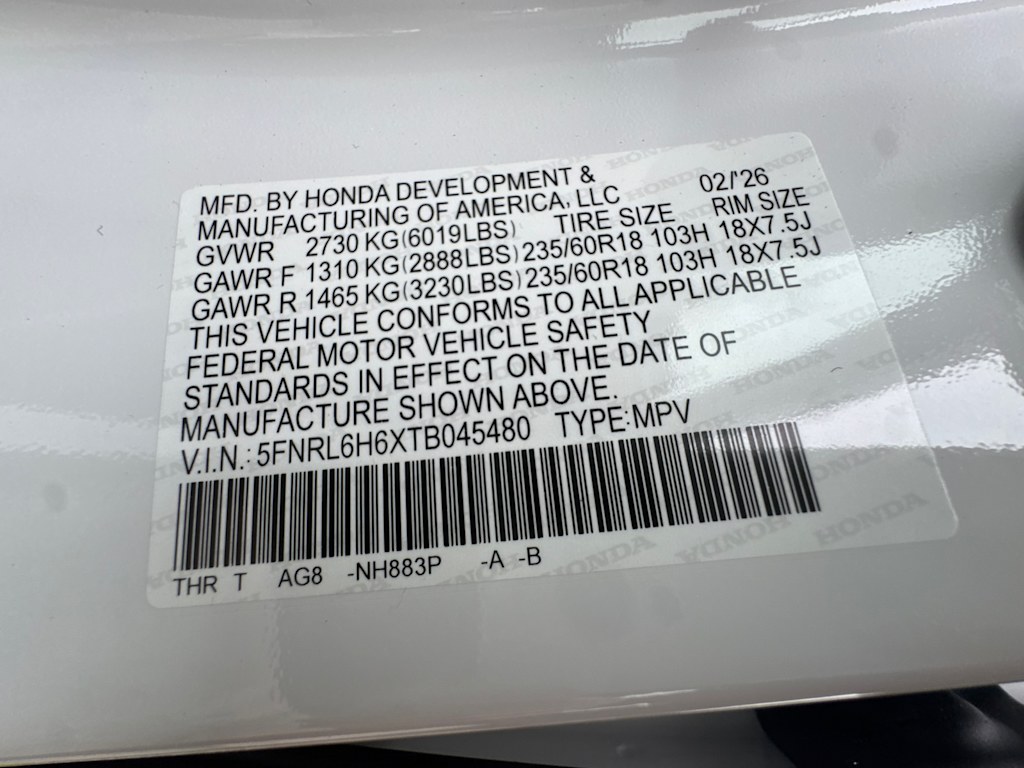 MFD. BY HONDA DEVELOPMENT & 02/'26
MANUFACTURING OF AMERICA, LLC RIM SIZE
GVWR 2730 KG(6019LBS) TIRE SIZE
GAWR F 1310 KG(2888LBS) 235/60R18 103H 18X7.5J
GAWR R 1465 KG(3230LBS) 235/60R18 103H 18X7.5J
THIS VEHICLE CONFORMS TO ALL APPLICABLE
FEDERAL MOTOR VEHICLE SAFETY
STANDARDS IN EFFECT ON THE DATE OF
MANUFACTURE SHOWN ABOVE.
V.I.N.: 5FNRL6H6XTB045480 TYPE:MPV
THR T AG8 -NH883P -A -B
HONDA HONDA